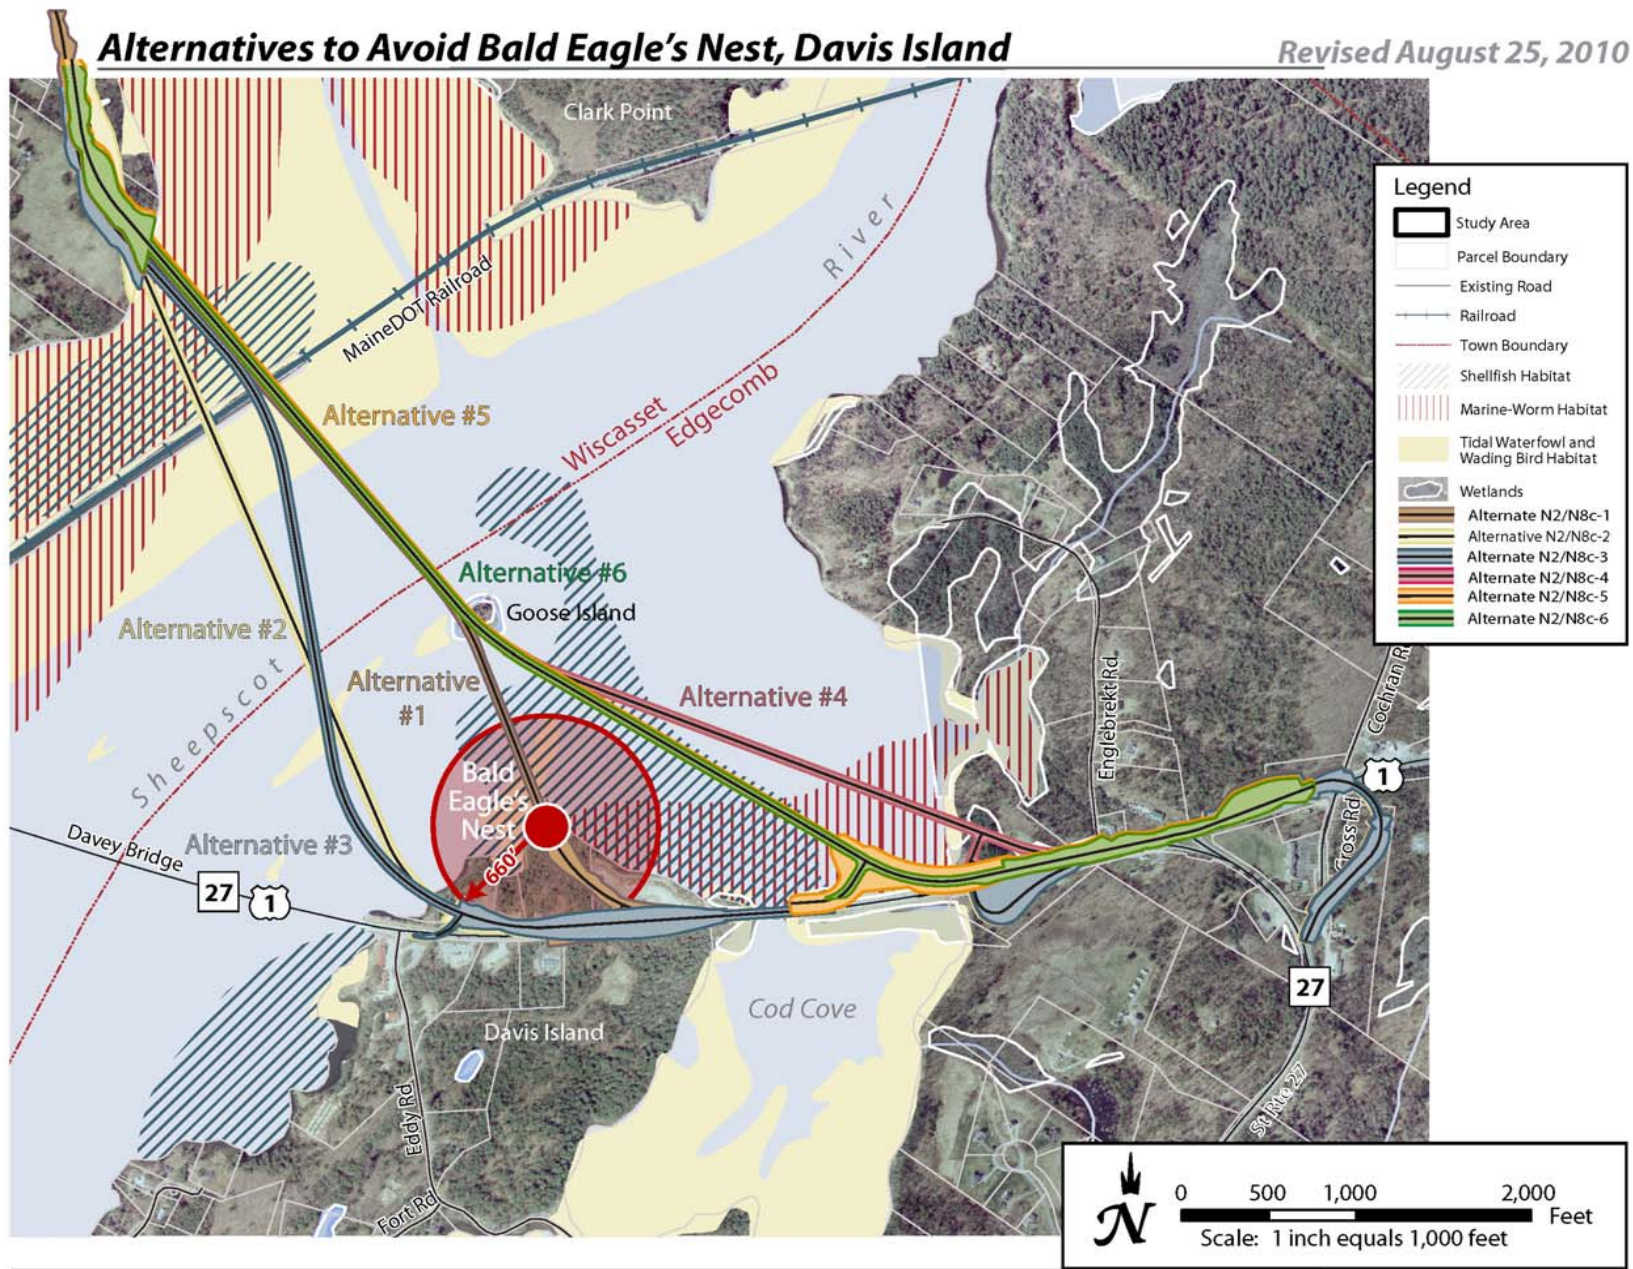 Alternatives to Avoid Bald Eagle's Nest, Davis Island
Revised August 25, 2010
Clark Point
MaineDOT Railroad
River
Alternative #5
Wiscasset
Edgecomb
Alternative #6
Goose Island
Alternative #2
Alternative
#1
Alternative #4
Sheepscot
Bald
Eagle's
Nest
660'
Alternative #3
Davey Bridge
27
1
Englebrekt Rd.
Cochran R
1
Cross Rd
27
Cod Cove
Davis Island
Eddy Rd
Fort Rd
St Rte 27
Legend
Study Area
Parcel Boundary
Existing Road
Railroad
Town Boundary
Shellfish Habitat
Marine-Worm Habitat
Tidal Waterfowl and
Wading Bird Habitat
Wetlands
Alternate N2/N8c-1
Alternative N2/N8c-2
Alternate N2/N8c-3
Alternate N2/N8c-4
Alternate N2/N8c-5
Alternate N2/N8c-6
N
0 500 1,000 2,000
Feet
Scale: 1 inch equals 1,000 feet